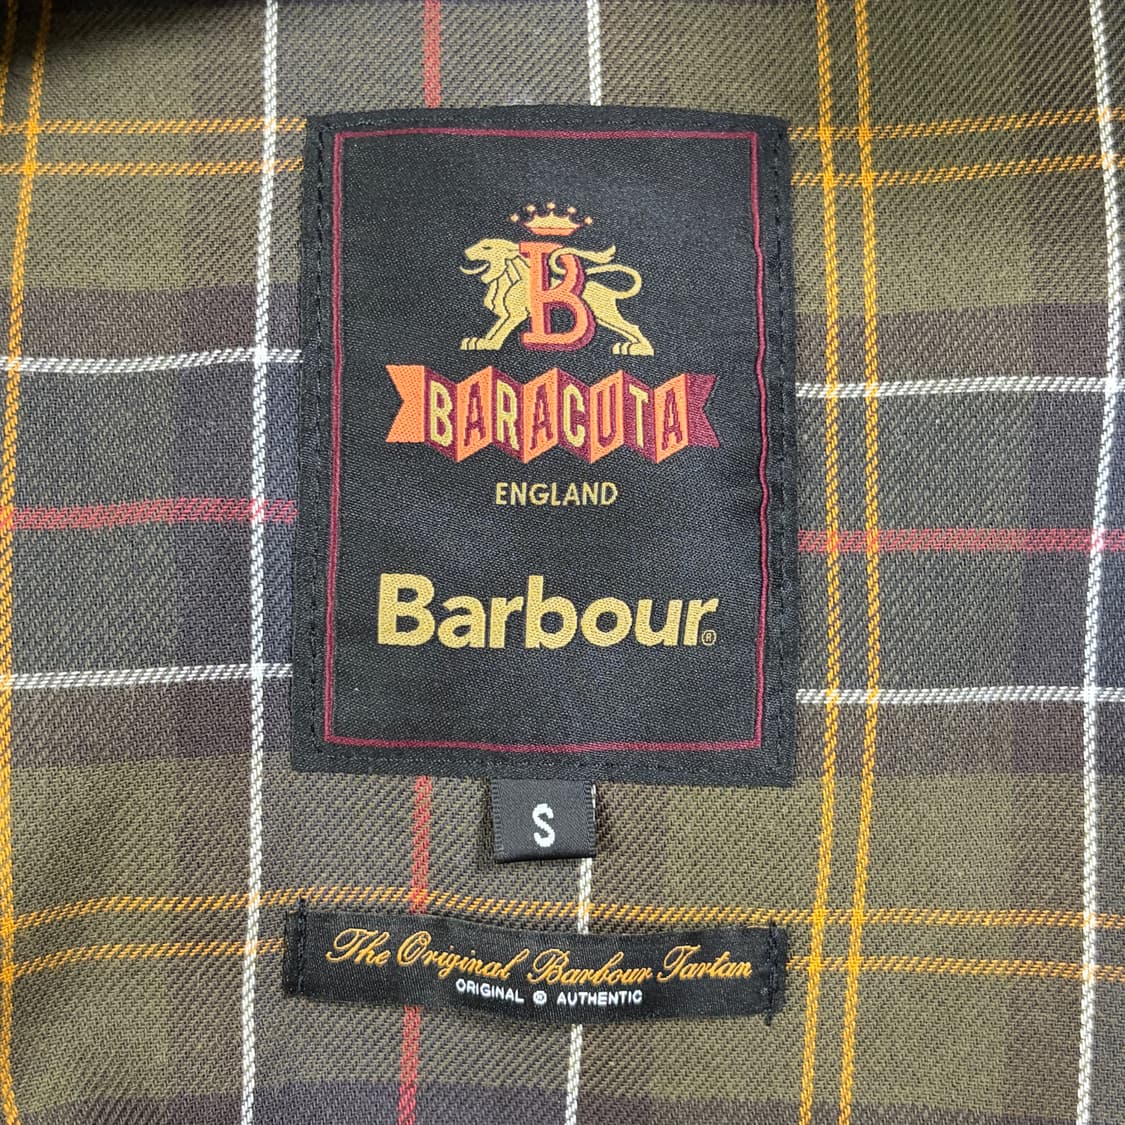 B
BARACUTA
ENGLAND
Barbour®
S
The Original Barbour Tartan
ORIGINAL ® AUTHENTIC